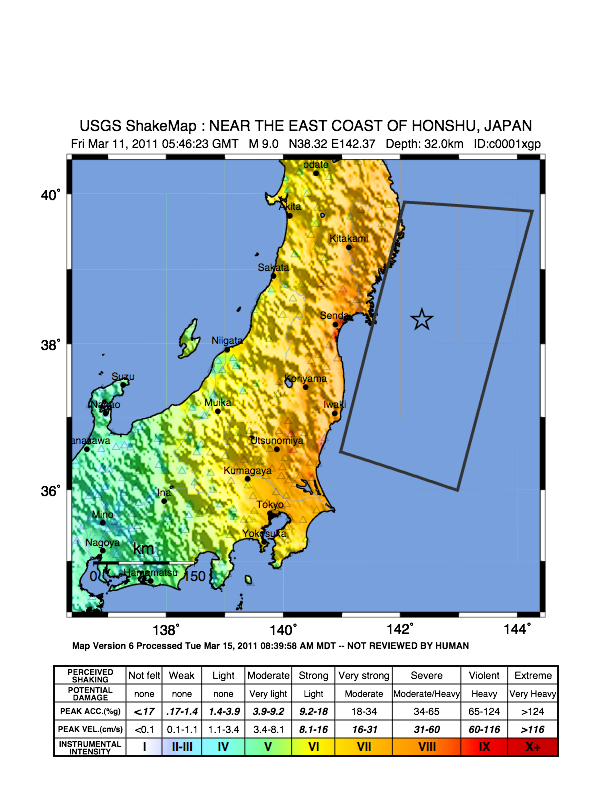 USGS ShakeMap : NEAR THE EAST COAST OF HONSHU, JAPAN
Fri Mar 11, 2011 05:46:23 GMT M 9.0 N38.32 E142.37 Depth: 32.0km ID:c0001xgp
odate
40°
Akita
Kitakami
Sakata
Senda
38°
Niigata
Suzu
Koriyama
Iwaki
Muika
anazawa
Utsunomiya
Kumagaya
36°
Ina
Tokyo
Mino
Yokosuka
Nagoya
km
Hamamatsu
0 150
138° 140° 142° 144°
Map Version 6 Processed Tue Mar 15, 2011 08:39:58 AM MDT -- NOT REVIEWED BY HUMAN
PERCEIVED SHAKING Not felt Weak Light Moderate Strong Very strong Severe Violent Extreme
POTENTIAL DAMAGE none none none Very light Light Moderate Moderate/Heavy Heavy Very Heavy
PEAK ACC.(%g) <.17 .17-1.4 1.4-3.9 3.9-9.2 9.2-18 18-34 34-65 65-124 >124
PEAK VEL.(cm/s) <0.1 0.1-1.1 1.1-3.4 3.4-8.1 8.1-16 16-31 31-60 60-116 >116
INSTRUMENTAL INTENSITY I II-III IV V VI VII VIII IX X+